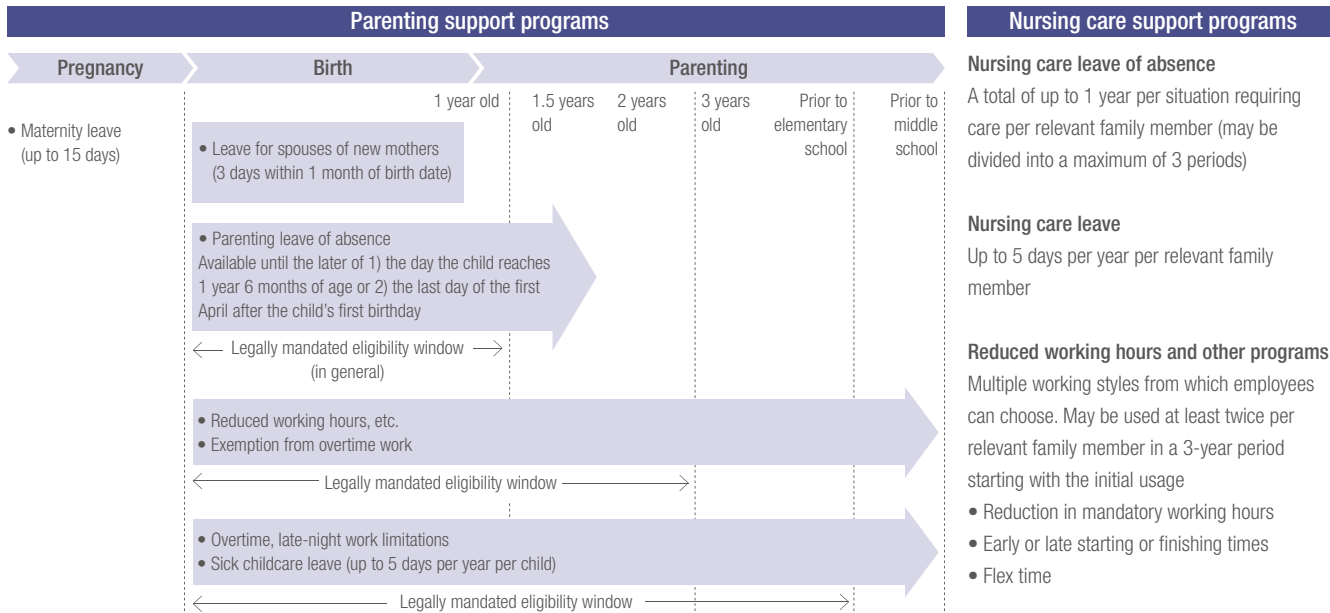 Parenting support programs
Pregnancy
Birth
Parenting
1 year old
1.5 years
old
2 years
old
3 years
old
Prior to
elementary
school
Prior to
middle
school
• Maternity leave
(up to 15 days)
• Leave for spouses of new mothers
(3 days within 1 month of birth date)
• Parenting leave of absence
Available until the later of 1) the day the child reaches
1 year 6 months of age or 2) the last day of the first
April after the child's first birthday
Legally mandated eligibility window
(in general)
• Reduced working hours, etc.
• Exemption from overtime work
Legally mandated eligibility window
• Overtime, late-night work limitations
• Sick childcare leave (up to 5 days per year per child)
Legally mandated eligibility window
Nursing care support programs
Nursing care leave of absence
A total of up to 1 year per situation requiring
care per relevant family member (may be
divided into a maximum of 3 periods)
Nursing care leave
Up to 5 days per year per relevant family
member
Reduced working hours and other programs
Multiple working styles from which employees
can choose. May be used at least twice per
relevant family member in a 3-year period
starting with the initial usage
• Reduction in mandatory working hours
• Early or late starting or finishing times
• Flex time